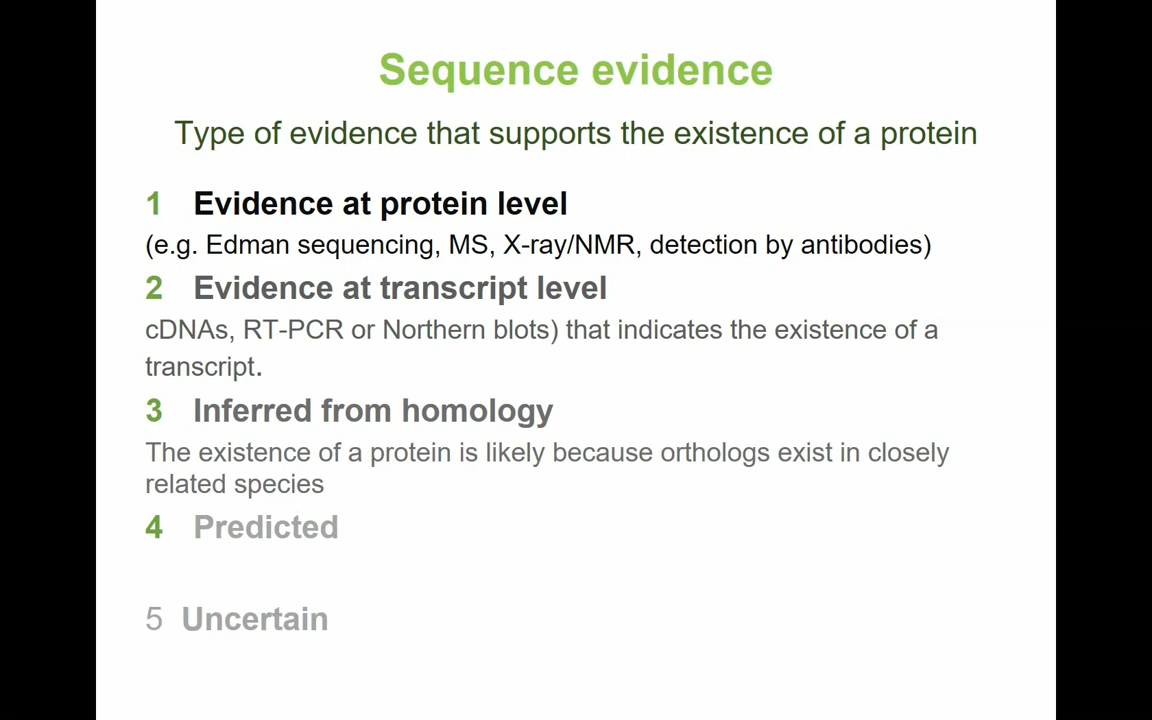 Sequence evidence
Type of evidence that supports the existence of a protein
1 Evidence at protein level
(e.g. Edman sequencing, MS, X-ray/NMR, detection by antibodies)
2 Evidence at transcript level
cDNAs, RT-PCR or Northern blots) that indicates the existence of a
transcript.
3 Inferred from homology
The existence of a protein is likely because orthologs exist in closely
related species
4 Predicted
5 Uncertain